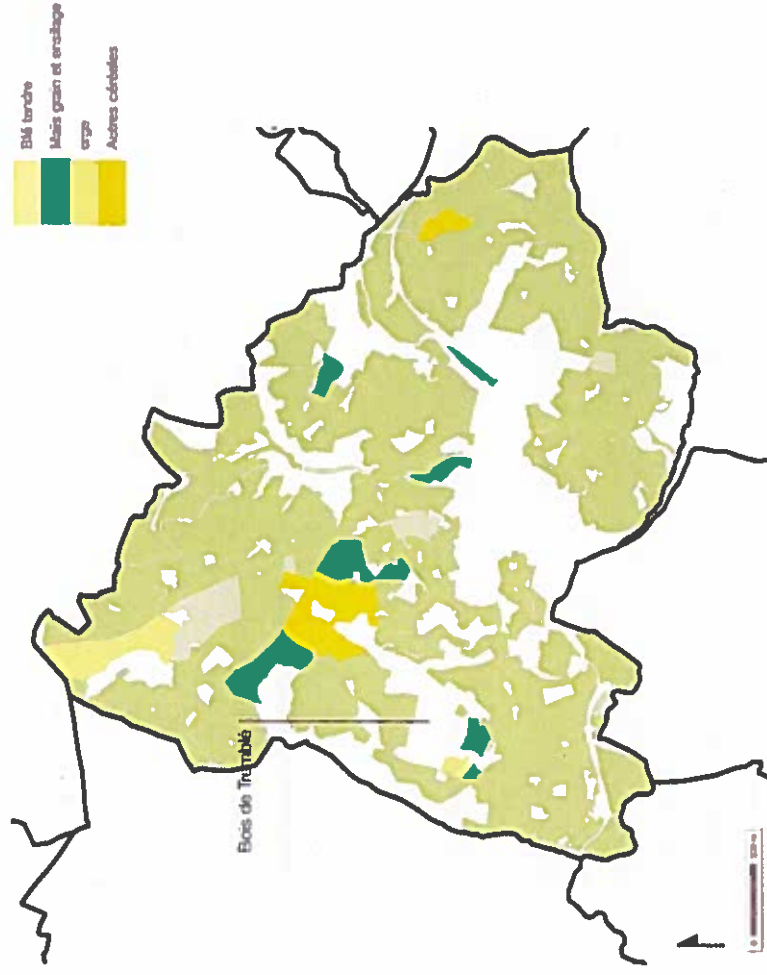 Blé tendre
Maïs grain et ensilage
orge
Autres céréales
Bois de Tremblé